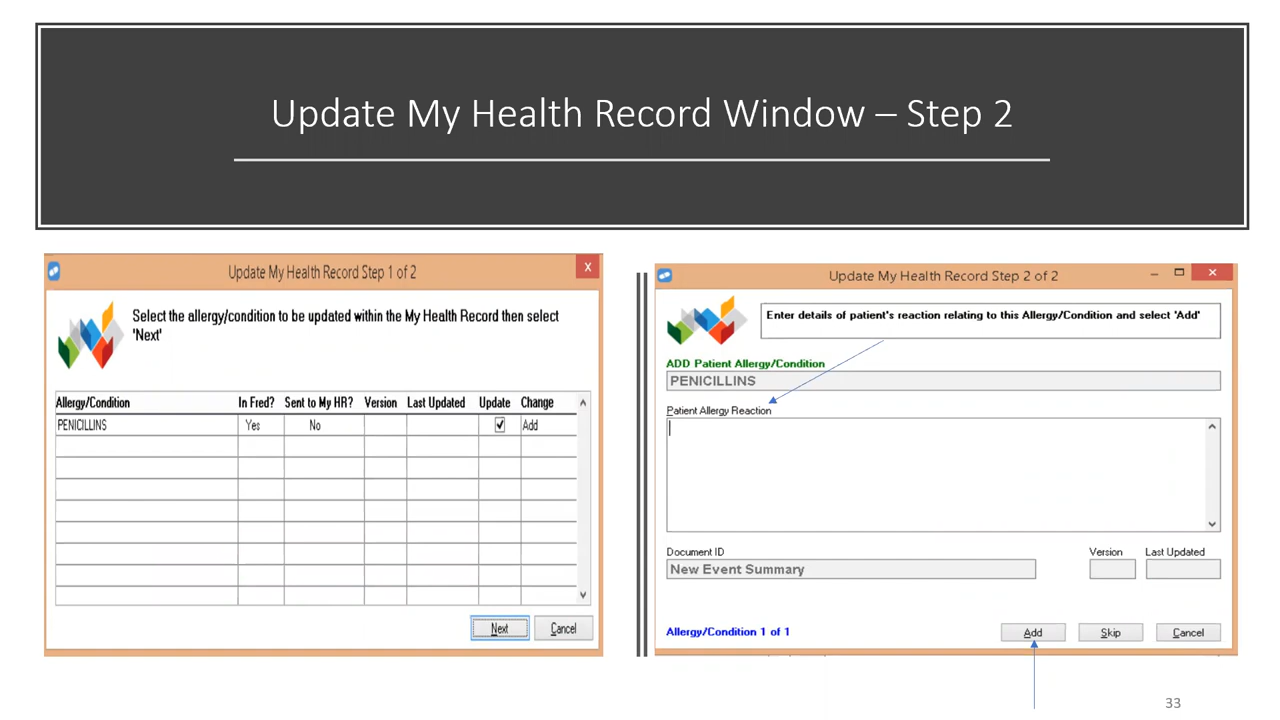 Update My Health Record Window – Step 2
Update My Health Record Step 1 of 2
X
Select the allergy/condition to be updated within the My Health Record then select
'Next'
Allergy/Condition In Fred? Sent to My HR? Version Last Updated Update Change
PENICILLINS Yes No Add
Next Cancel
Update My Health Record Step 2 of 2
Enter details of patient's reaction relating to this Allergy/Condition and select 'Add'
ADD Patient Allergy/Condition
PENICILLINS
Patient Allergy Reaction
Document ID Version Last Updated
New Event Summary
Allergy/Condition 1 of 1 Add Skip Cancel
33